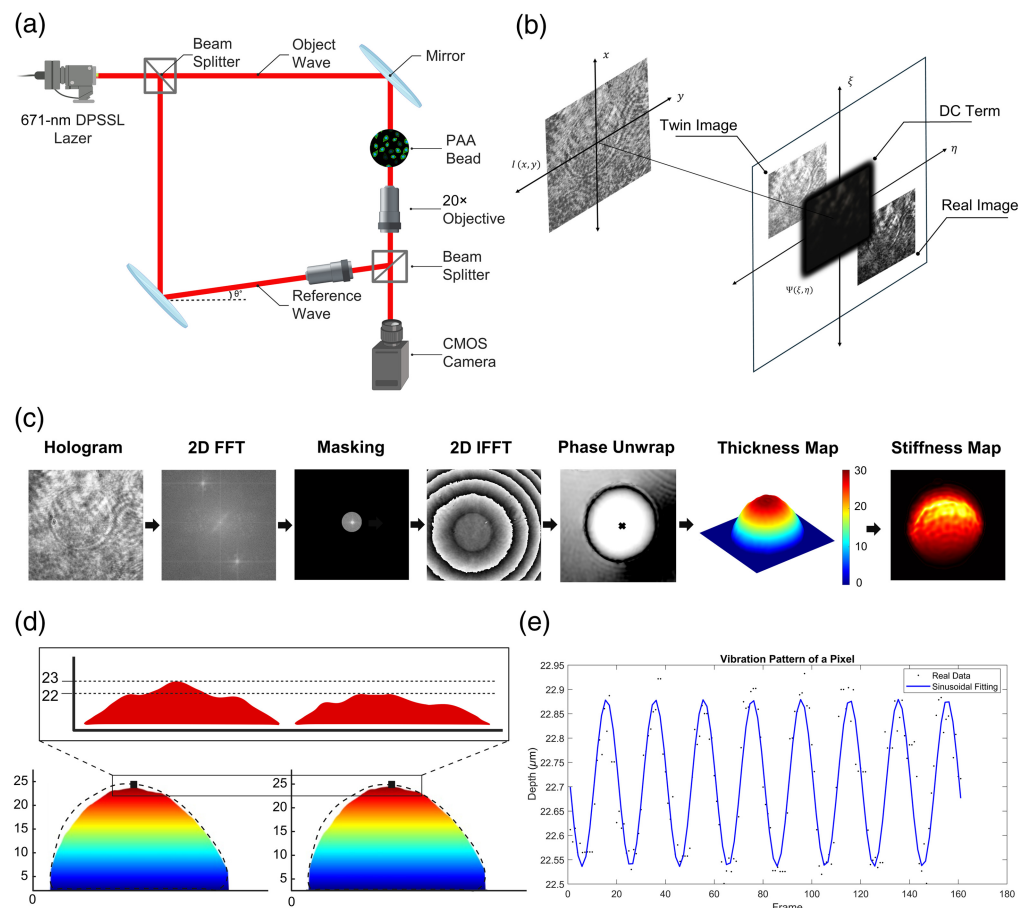 (a)
Beam
Splitter
Object
Wave
Mirror
671-nm DPSSL
Lazer
PAA
Bead
20×
Objective
Beam
Splitter
θ°
Reference
Wave
CMOS
Camera
(b)
x
y
I (x, y)
Twin Image
ξ
DC Term
η
Real Image
Ψ(ξ, η)
(c)
Hologram
2D FFT
Masking
2D IFFT
Phase Unwrap
Thickness Map
Stiffness Map
30
20
10
0
(d)
23
22
25
20
15
10
5
0
25
20
15
10
5
0
(e)
Vibration Pattern of a Pixel
22.95
22.9
22.85
22.8
22.75
22.7
22.65
22.6
22.55
22.5
Depth (μm)
Real Data
Sinusoidal Fitting
0 20 40 60 80 100 120 140 160 180
Frame